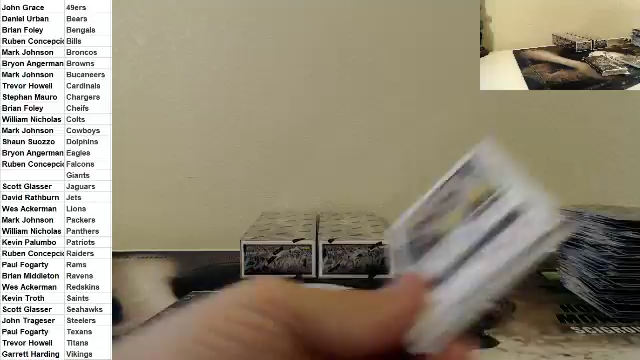 John Grace 49ers
Daniel Urban Bears
Brian Foley Bengals
Ruben Concepcic Bills
Mark Johnson Broncos
Bryon Angerman Browns
Mark Johnson Bucaneers
Trevor Howell Cardinals
Stephan Mauro Chargers
Brian Foley Cheifs
William Nicholas Colts
Mark Johnson Cowboys
Shaun Suozzo Dolphins
Bryon Angerman Eagles
Ruben Concepcic Falcons
Giants
Scott Glasser Jaguars
David Rathburn Jets
Wes Ackerman Lions
Mark Johnson Packers
William Nicholas Panthers
Kevin Palumbo Patriots
Ruben Concepcic Raiders
Paul Fogarty Rams
Brian Middleton Ravens
Wes Ackerman Redskins
Kevin Troth Saints
Scott Glasser Seahawks
John Trageser Steelers
Paul Fogarty Texans
Trevor Howell Titans
Garrett Harding Vikings